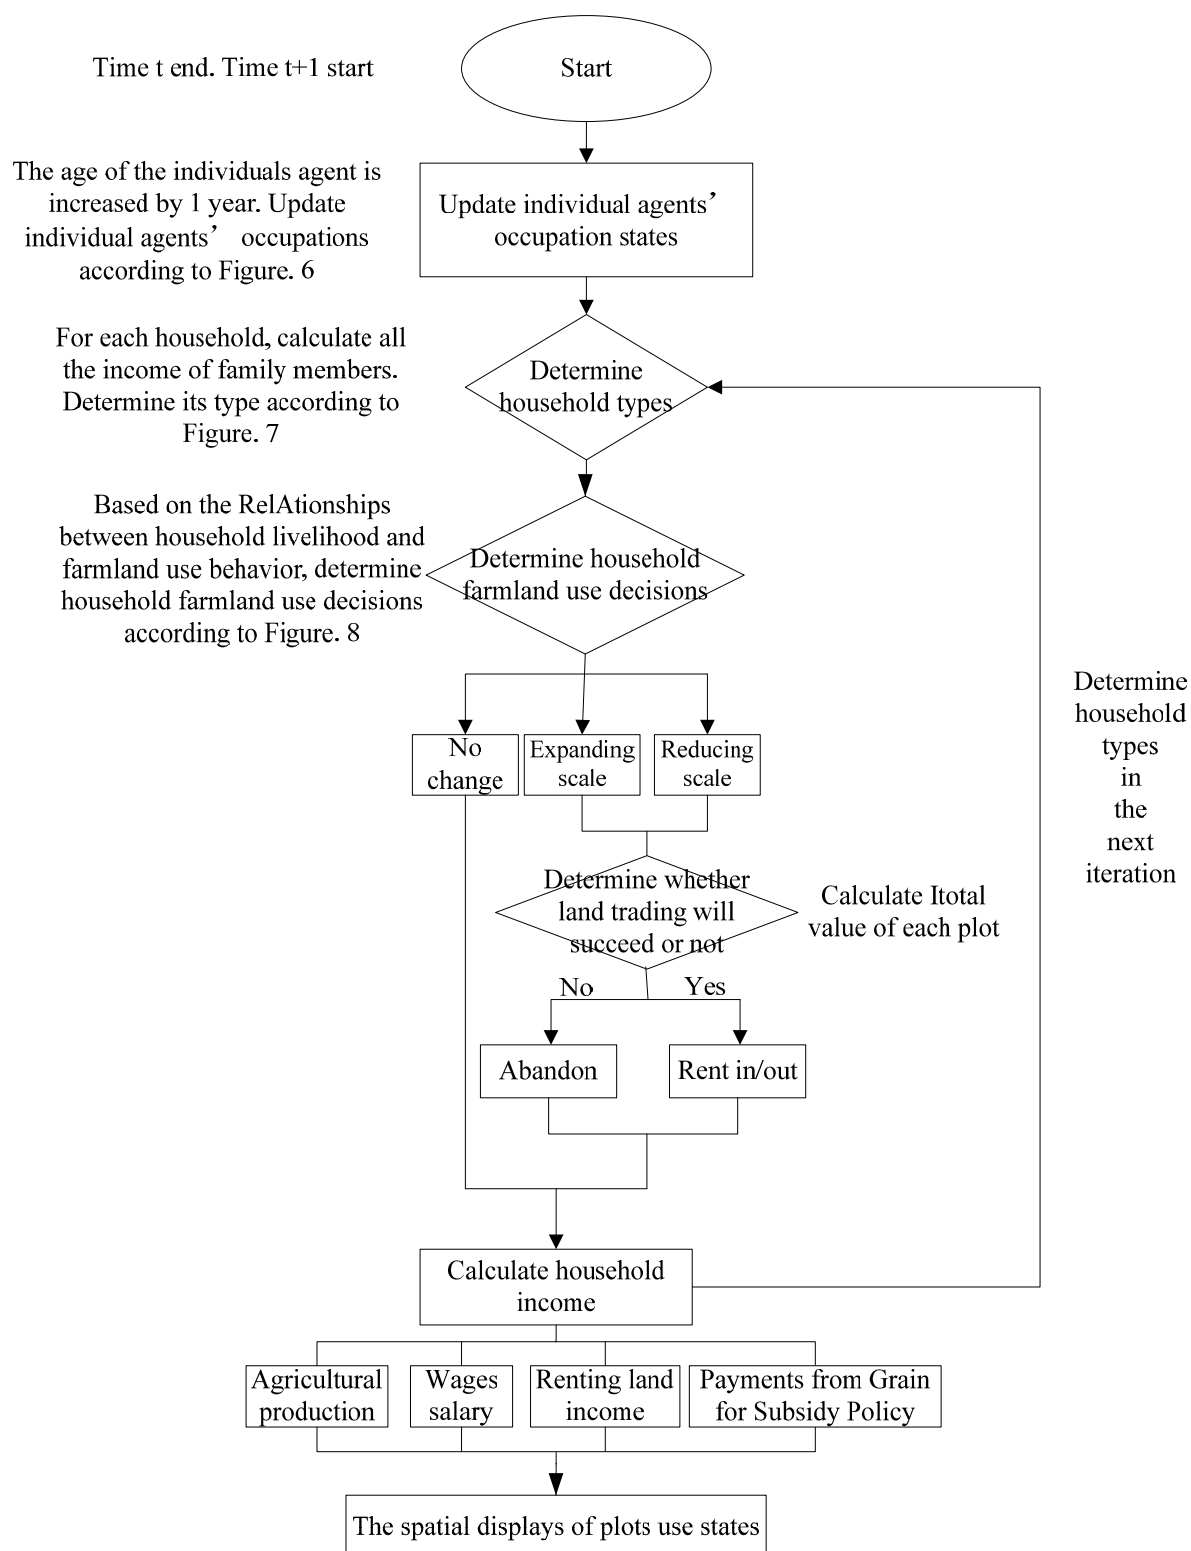 Time t end. Time t+1 start
Start
The age of the individuals agent is
increased by 1 year. Update
individual agents’ occupations
according to Figure. 6
Update individual agents’
occupation states
For each household, calculate all
the income of family members.
Determine its type according to
Figure. 7
Determine
household types
Based on the RelAtionships
between household livelihood and
farmland use behavior, determine
household farmland use decisions
according to Figure. 8
Determine household
farmland use decisions
No
change
Expanding
scale
Reducing
scale
Determine
household
types
in
the
next
iteration
Determine whether
land trading will
succeed or not
Calculate Itotal
value of each plot
No
Yes
Abandon
Rent in/out
Calculate household
income
Agricultural
production
Wages
salary
Renting land
income
Payments from Grain
for Subsidy Policy
The spatial displays of plots use states